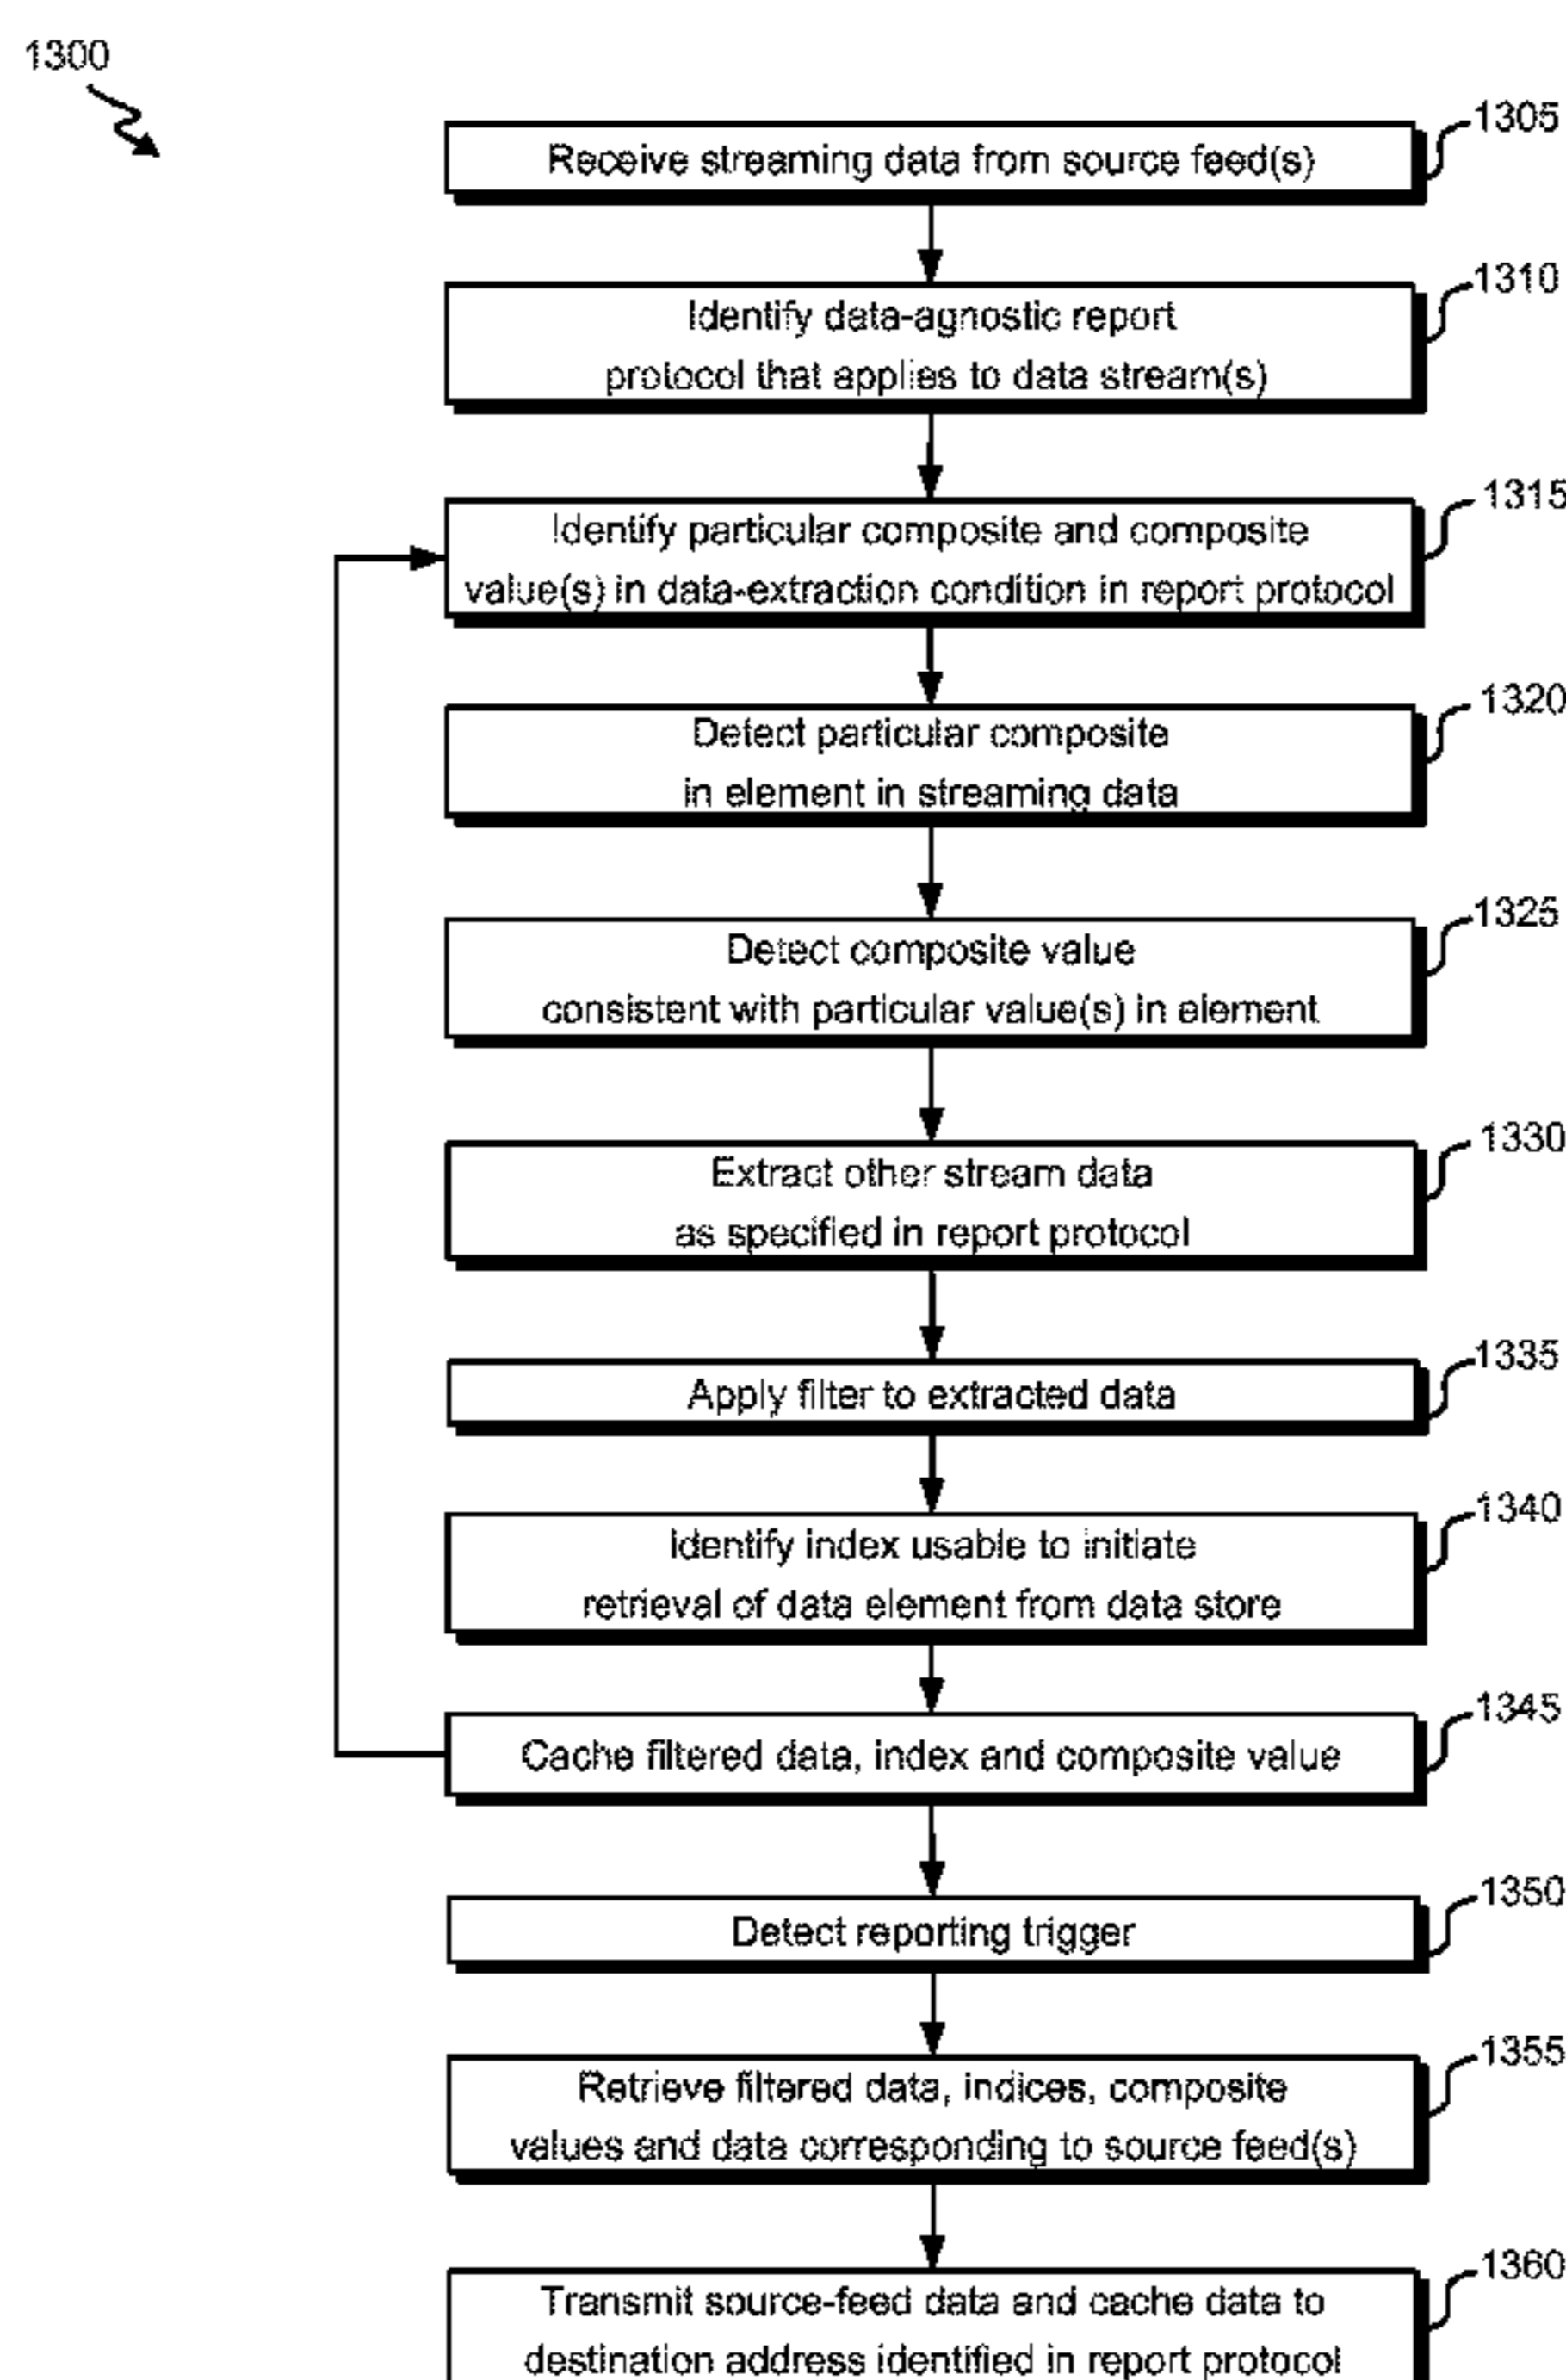 1300
1305
Receive streaming data from source feed(s)
1310
Identify data-agnostic report
protocol that applies to data stream(s)
1315
Identify particular composite and composite
value(s) in data-extraction condition in report protocol
1320
Detect particular composite
in element in streaming data
1325
Detect composite value
consistent with particular value(s) in element
1330
Extract other stream data
as specified in report protocol
1335
Apply filter to extracted data
1340
Identify index usable to initiate
retrieval of data element from data store
1345
Cache filtered data, index and composite value
1350
Detect reporting trigger
1355
Retrieve filtered data, indices, composite
values and data corresponding to source feed(s)
1360
Transmit source-feed data and cache data to
destination address identified in report protocol